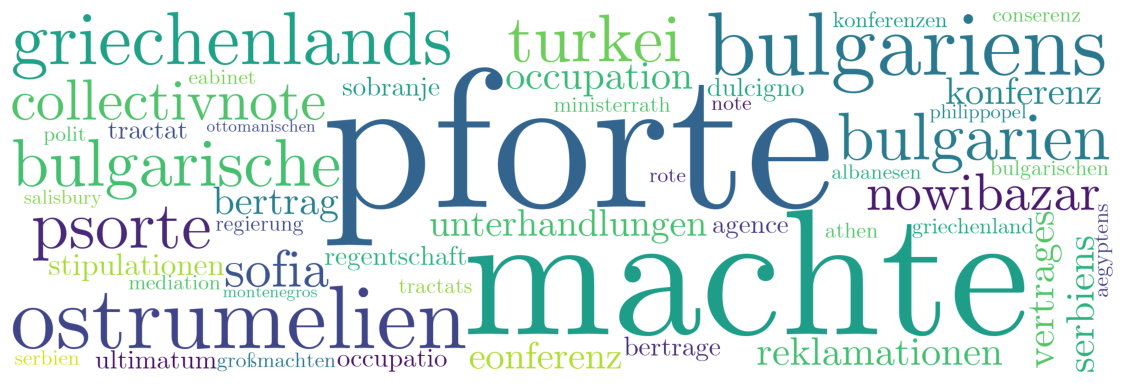 griechenlands
turkei
bulgariens
konferenzen
conserenz
eabinet
collectivnote
sobranje
occupation
dulcigno
konferenz
ministerrath
note
philippopel
polit
tractat
ottomanischen
pforte
bulgarien
bulgarische
rote
albanesen
bulgarischen
salisbury
bertrag
nowibazar
psorte
regierung
unterhandlungen
agence
athen
griechenland
aegyptens
stipulationen
sofia
regentschaft
machte
vertrages
serbiens
mediation
montenegros
tractats
ostrumelien
serbien
ultimatum
großmachten
occupatio
eonferenz
bertrage
reklamationen